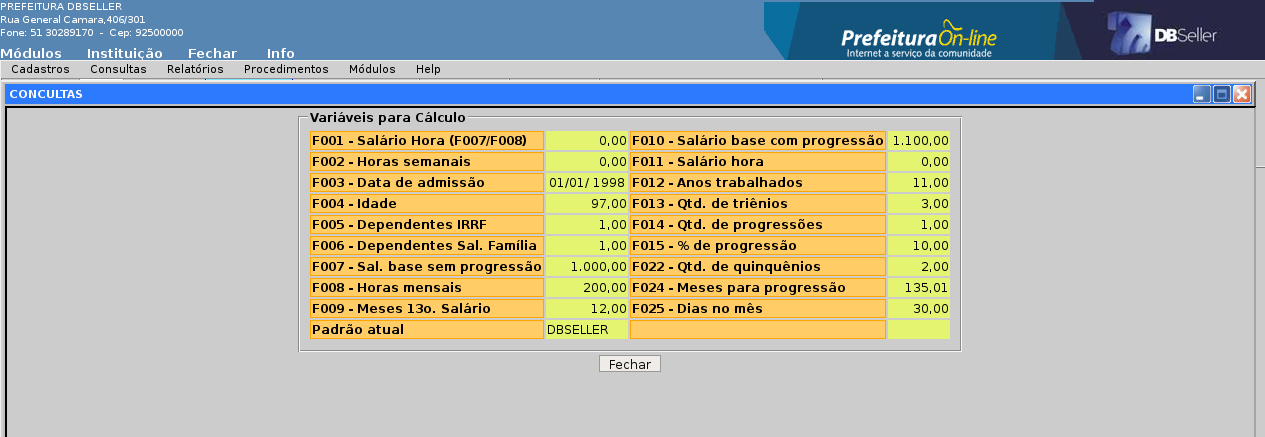 PREFEITURA DBSELLER
Rua General Camara,406/301
Fone: 51 30289170 - Cep: 92500000
Prefeitura On-line
Internet a serviço da comunidade
DBSeller
Módulos Instituição Fechar Info
Cadastros Consultas Relatórios Procedimentos Módulos Help
CONCULTAS
Variáveis para Cálculo
F001 - Salário Hora (F007/F008) 0,00 F010 - Salário base com progressão 1.100,00
F002 - Horas semanais 0,00 F011 - Salário hora 0,00
F003 - Data de admissão 01/01/ 1998 F012 - Anos trabalhados 11,00
F004 - Idade 97,00 F013 - Qtd. de triênios 3,00
F005 - Dependentes IRRF 1,00 F014 - Qtd. de progressões 1,00
F006 - Dependentes Sal. Família 1,00 F015 - % de progressão 10,00
F007 - Sal. base sem progressão 1.000,00 F022 - Qtd. de quinquênios 2,00
F008 - Horas mensais 200,00 F024 - Meses para progressão 135,01
F009 - Meses 13o. Salário 12,00 F025 - Dias no mês 30,00
Padrão atual DBSELLER
Fechar